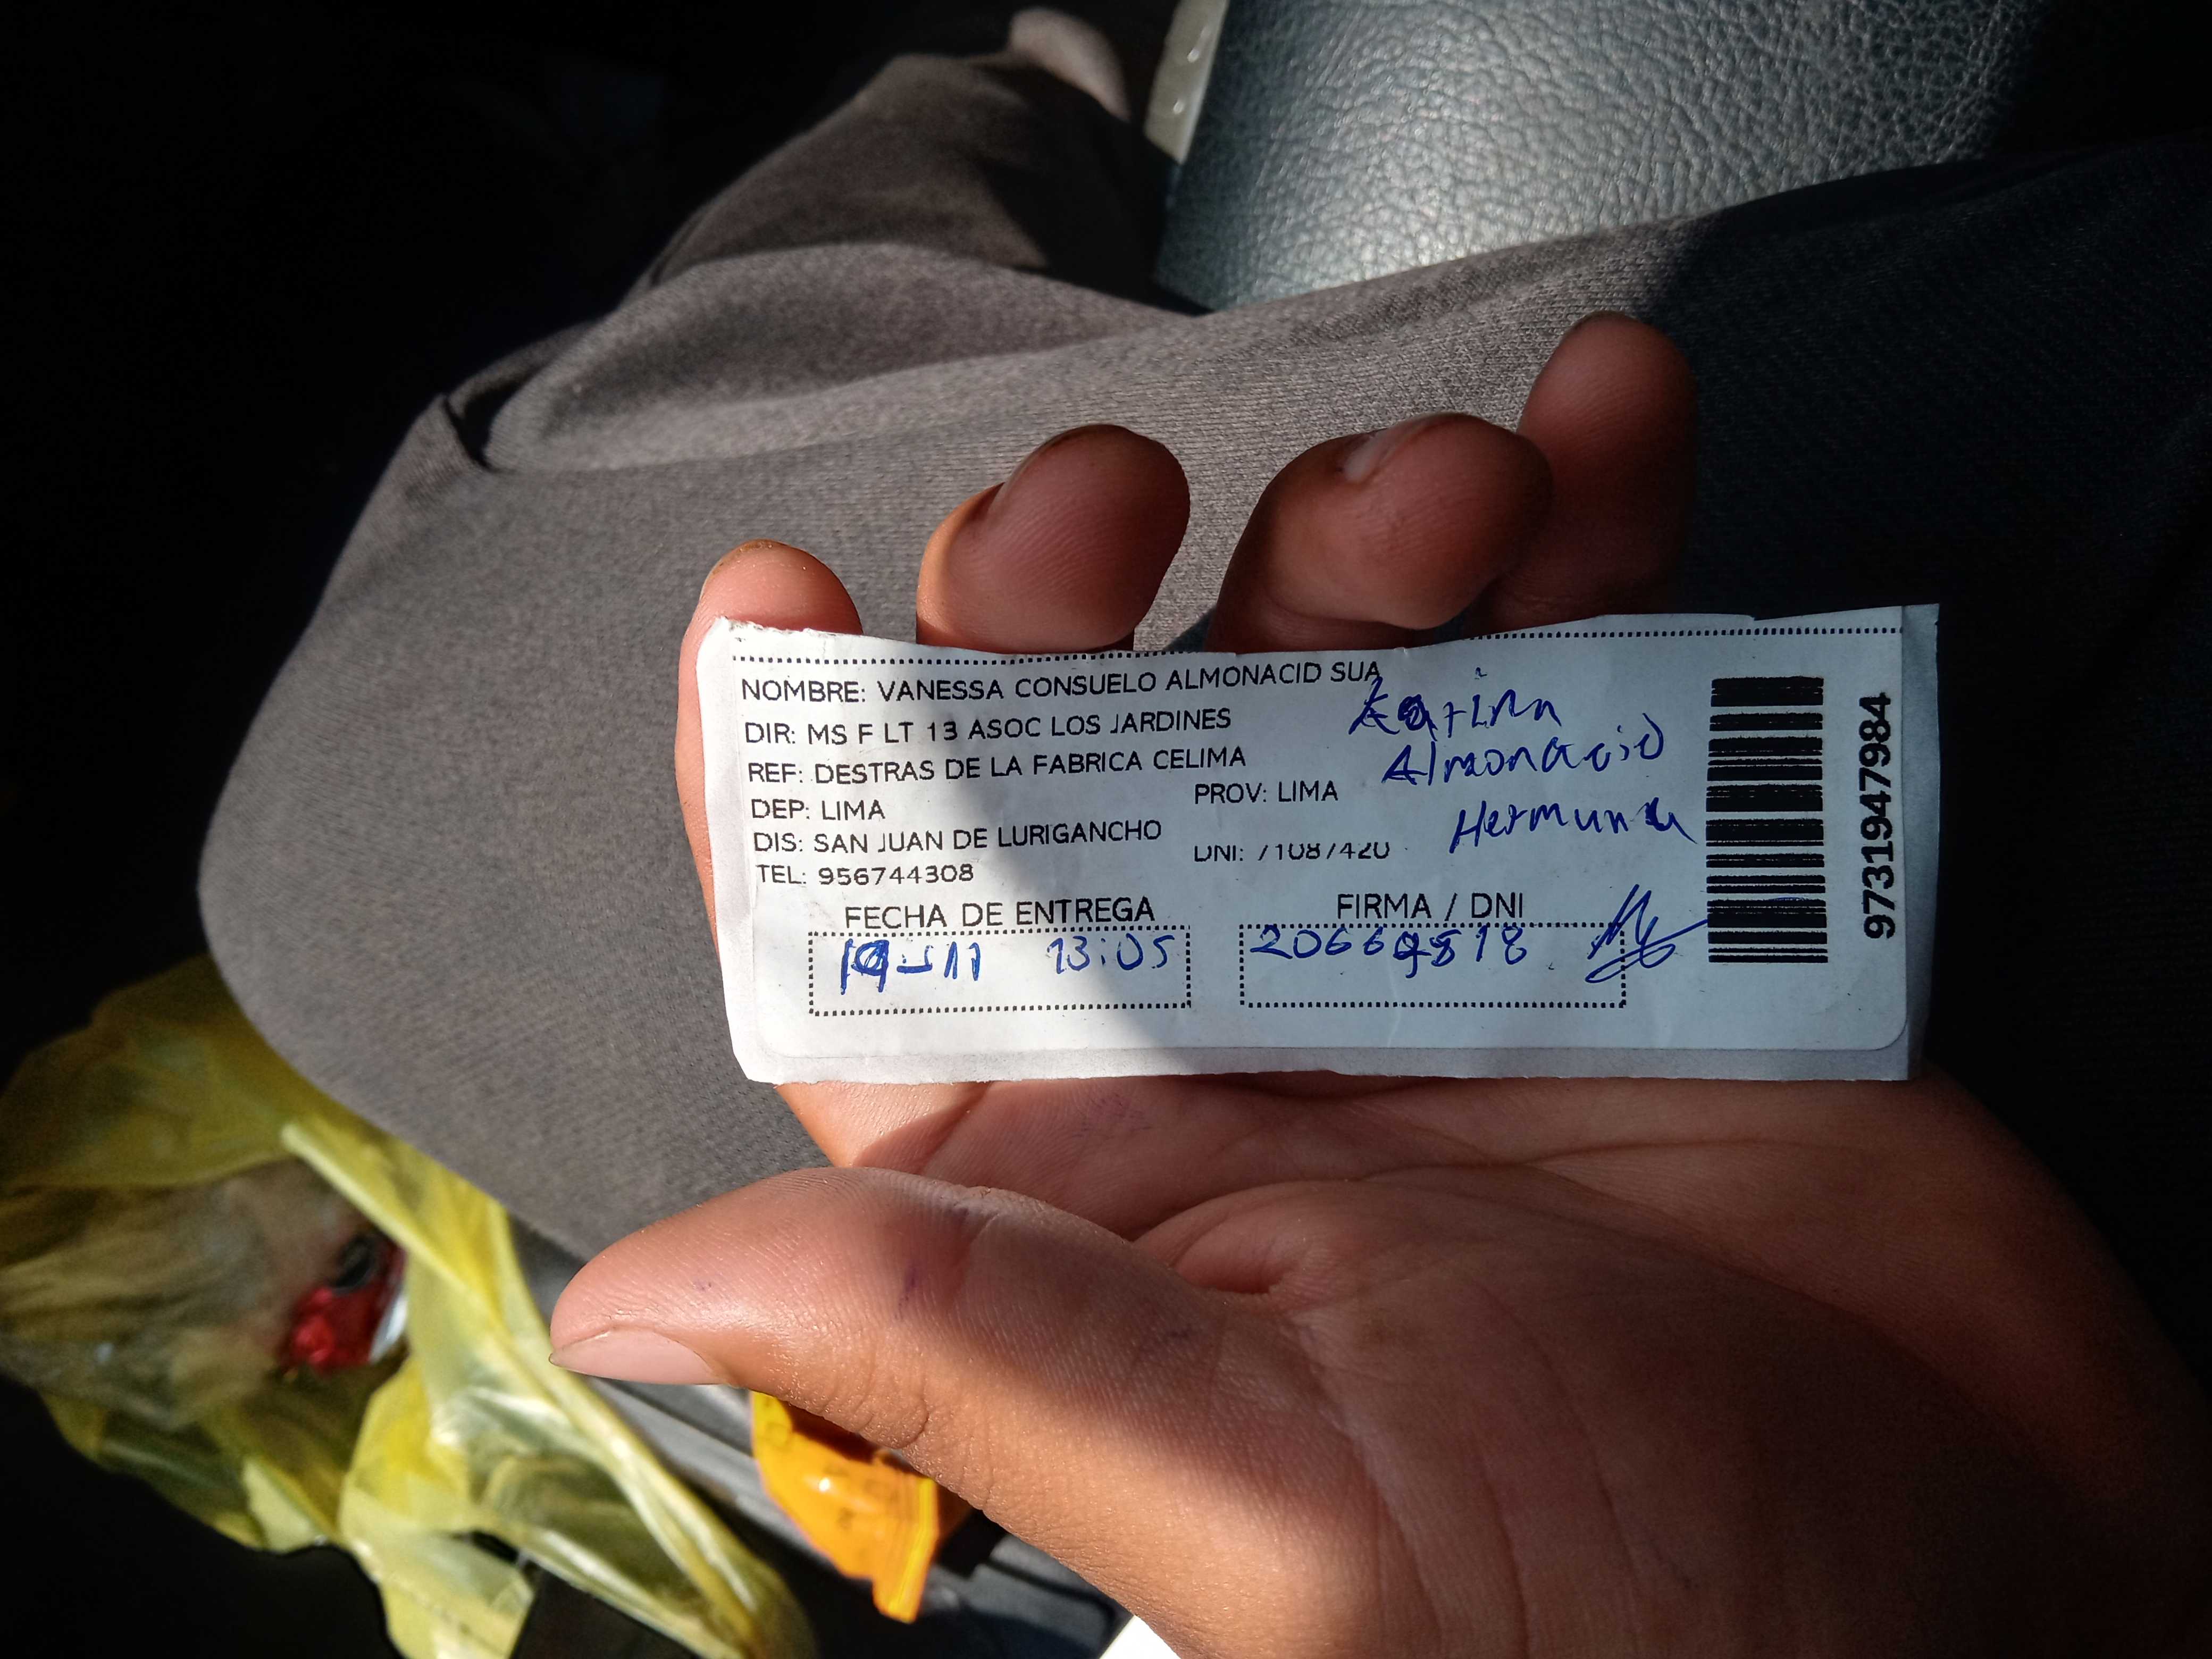 NOMBRE: VANESSA CONSUELO ALMONACID SUA
DIR: MS F LT 13 ASOC LOS JARDINES
REF: DESTRAS DE LA FABRICA CELIMA
DEP: LIMA PROV: LIMA
DIS: SAN JUAN DE LURIGANCHO
DNI: 71087420
TEL: 956744308
Karina
Almonacid
Hermana
FECHA DE ENTREGA FIRMA / DNI
13:05
9731947984